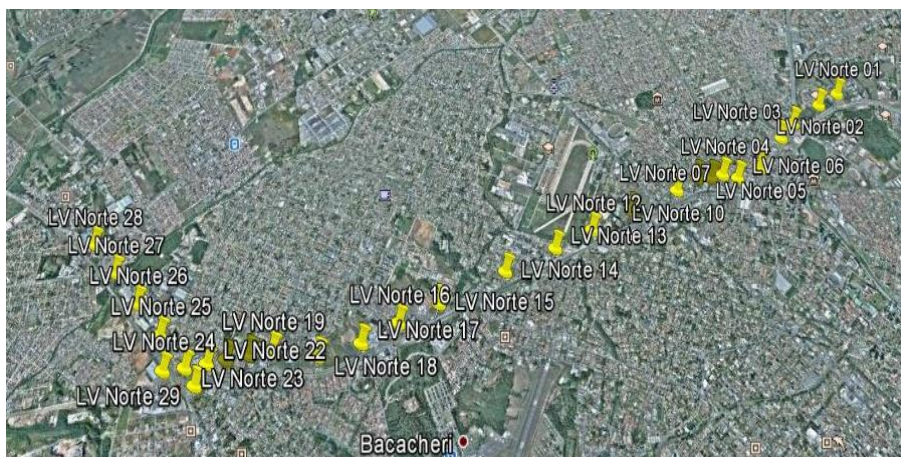 LV Norte 01
LV Norte 03
LV Norte 02
LV Norte 04
LV Norte 06
LV Norte 07
LV Norte 05
LV Norte 12
LV Norte 10
LV Norte 28
LV Norte 13
LV Norte 27
LV Norte 14
LV Norte 26
LV Norte 16
LV Norte 15
LV Norte 25
LV Norte 19
LV Norte 17
LV Norte 24
LV Norte 22
LV Norte 18
LV Norte 23
LV Norte 29
Bacacheri